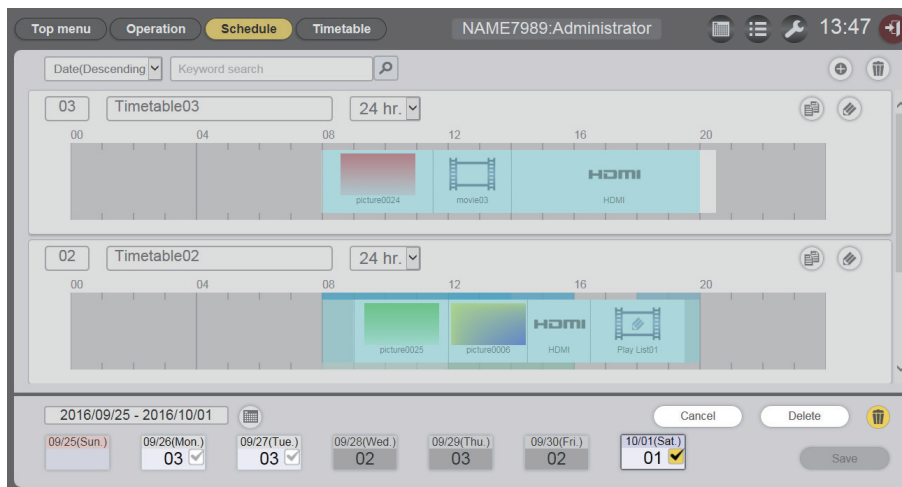 Top menu Operation Schedule Timetable NAME7989:Administrator 13:47
Date(Descending Keyword search
03 Timetable03 24 hr.
00 04 08 12 16 20
HDMI
picture0024 movie03 HDMI
02 Timetable02 24 hr.
00 04 08 12 16 20
HDMI
picture0025 picture0006 HDMI Play List01
2016/09/25 - 2016/10/01 Cancel Delete
09/25(Sun.) 09/26(Mon.) 09/27(Tue.) 09/28(Wed.) 09/29(Thu.) 09/30(Fri.) 10/01(Sat.)
03 03 02 03 02 01 Save